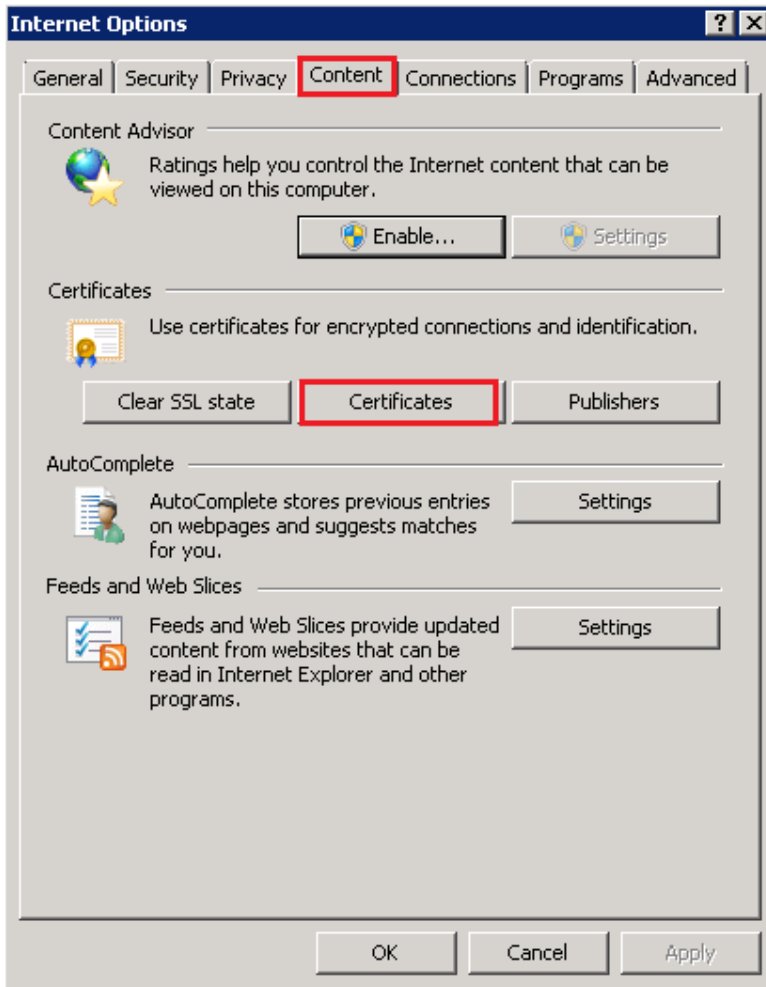 Internet Options
?
General Security Privacy Content Connections Programs Advanced
Content Advisor
Ratings help you control the Internet content that can be
viewed on this computer.
Enable... Settings
Certificates
Use certificates for encrypted connections and identification.
Clear SSL state Certificates Publishers
AutoComplete
AutoComplete stores previous entries
on webpages and suggests matches
for you.
Settings
Feeds and Web Slices
Feeds and Web Slices provide updated
content from websites that can be
read in Internet Explorer and other
programs.
Settings
OK Cancel Apply